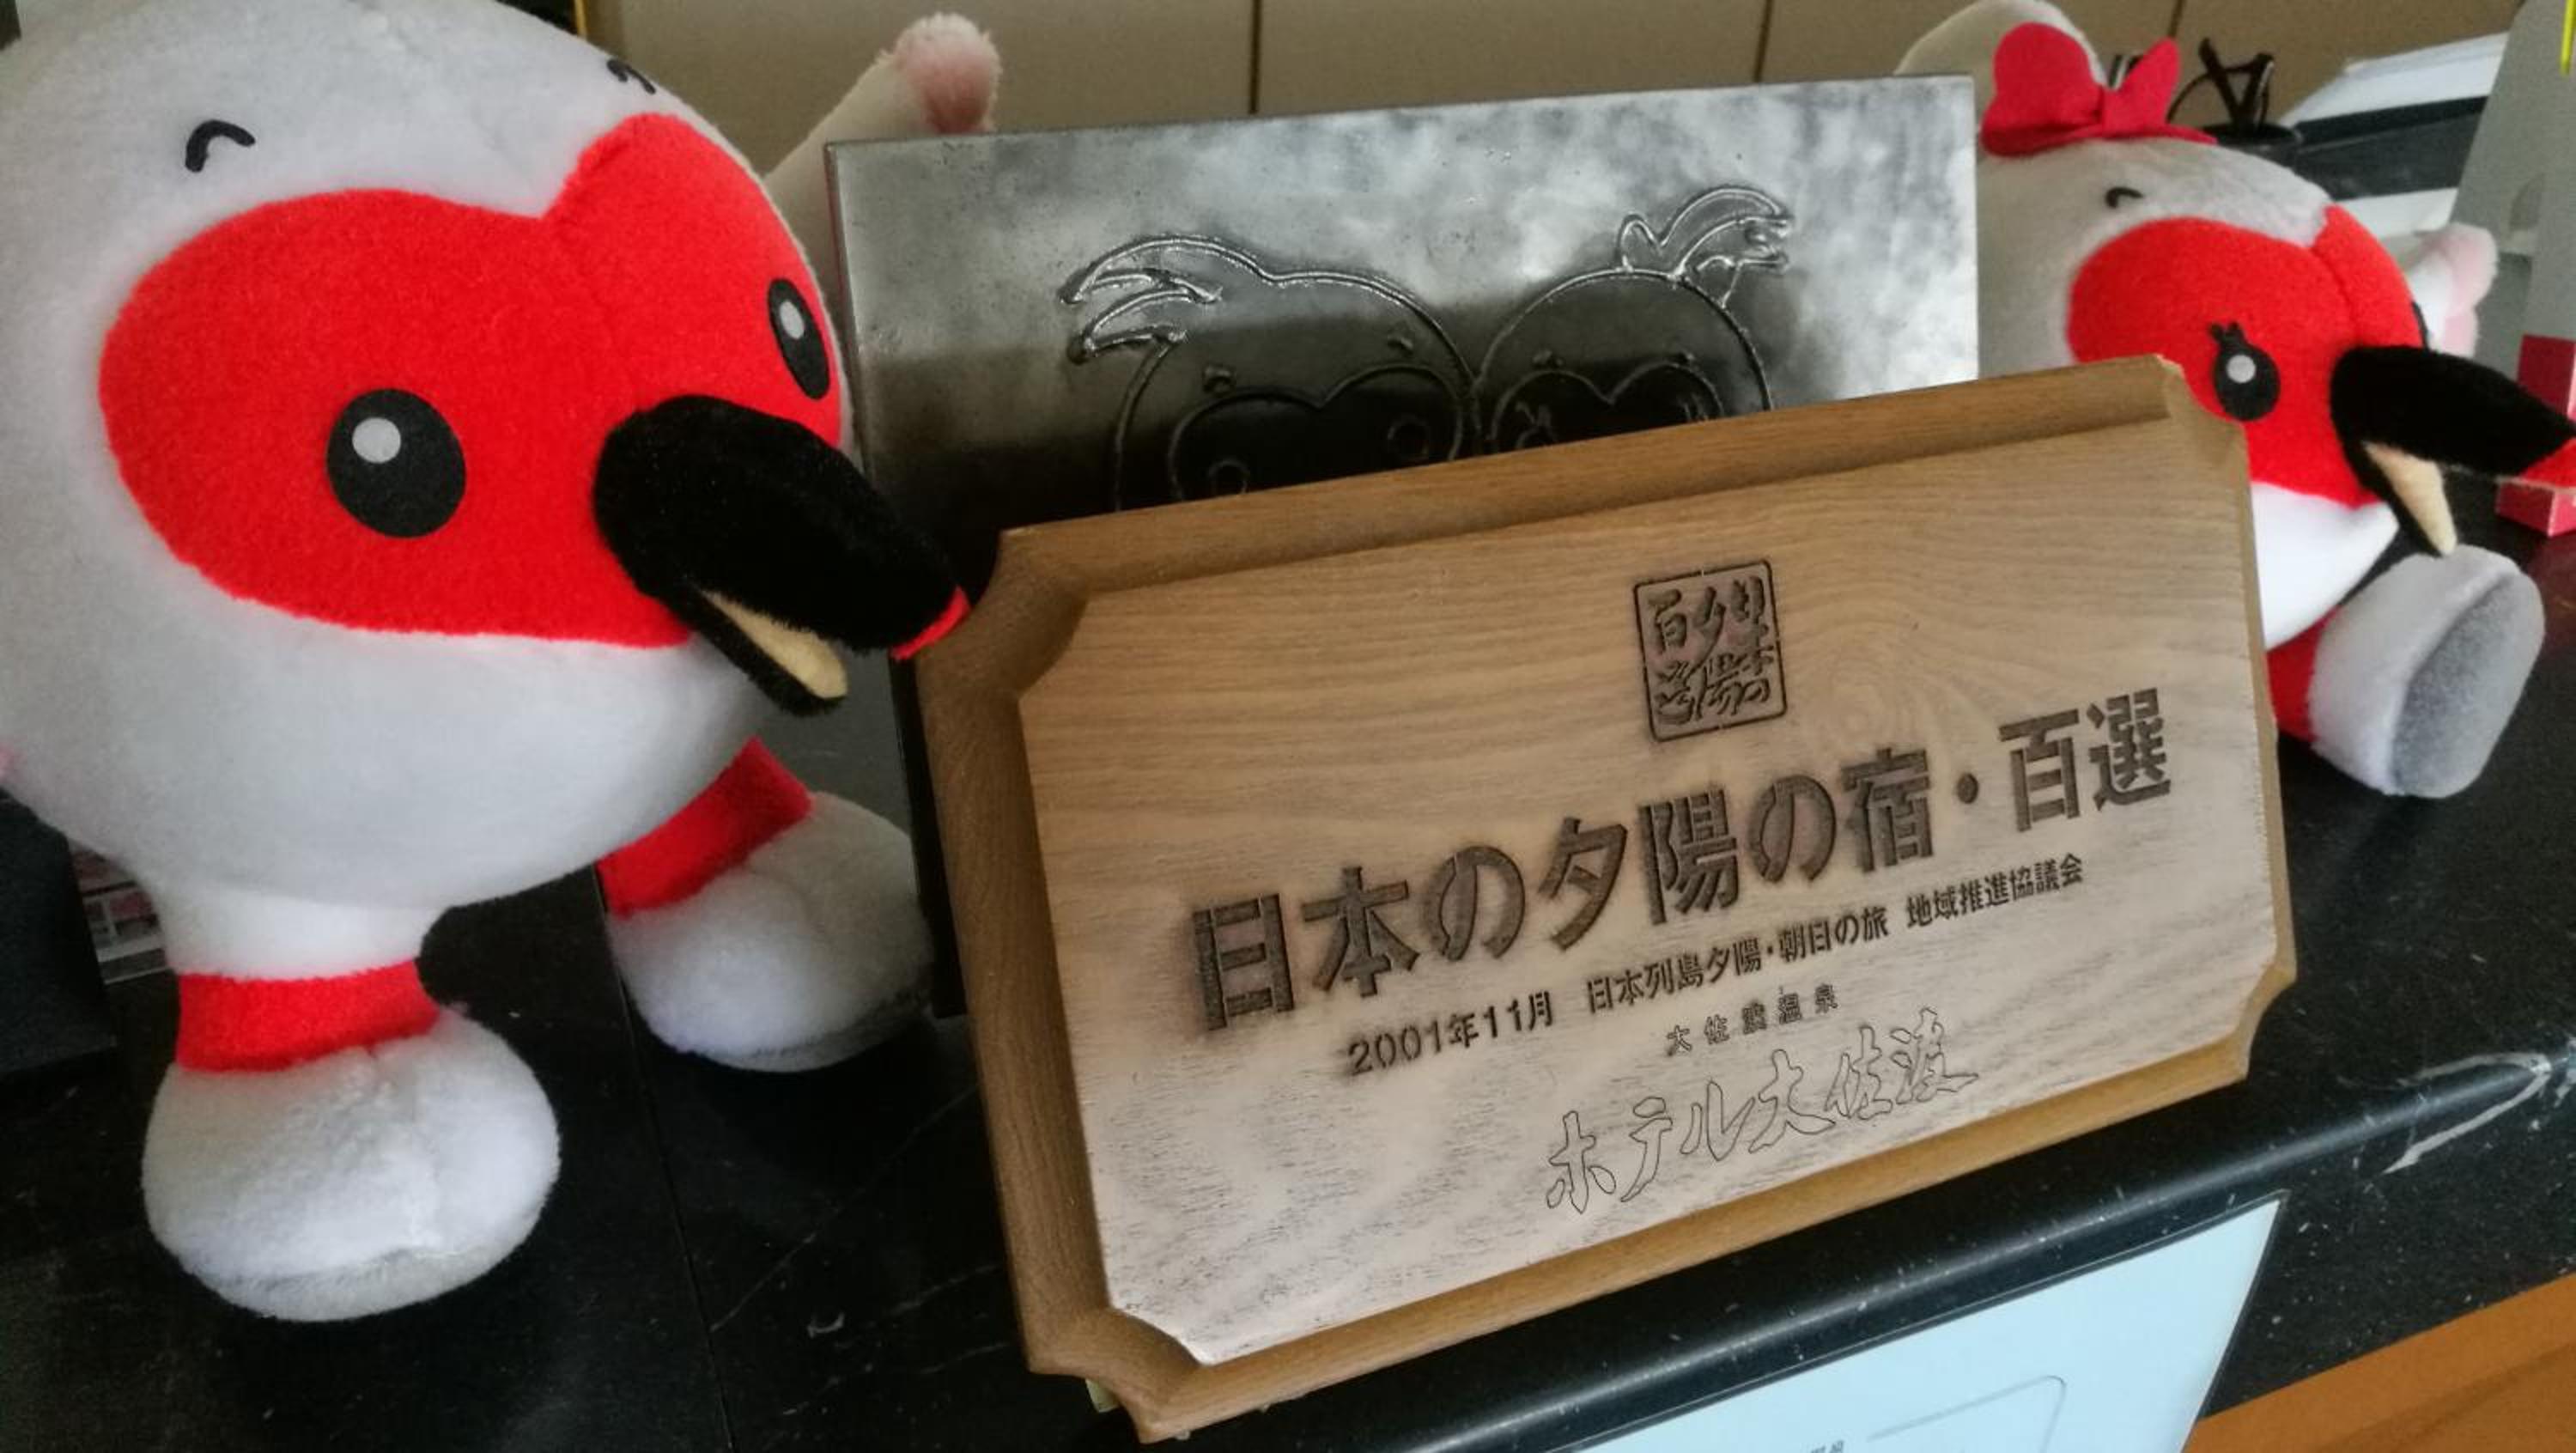 百選
夕陽
日本の夕陽の宿・百選
2001年11月 日本列島夕陽・朝日の旅 地域推進協議会
大佐渡温泉
ホテル大佐渡